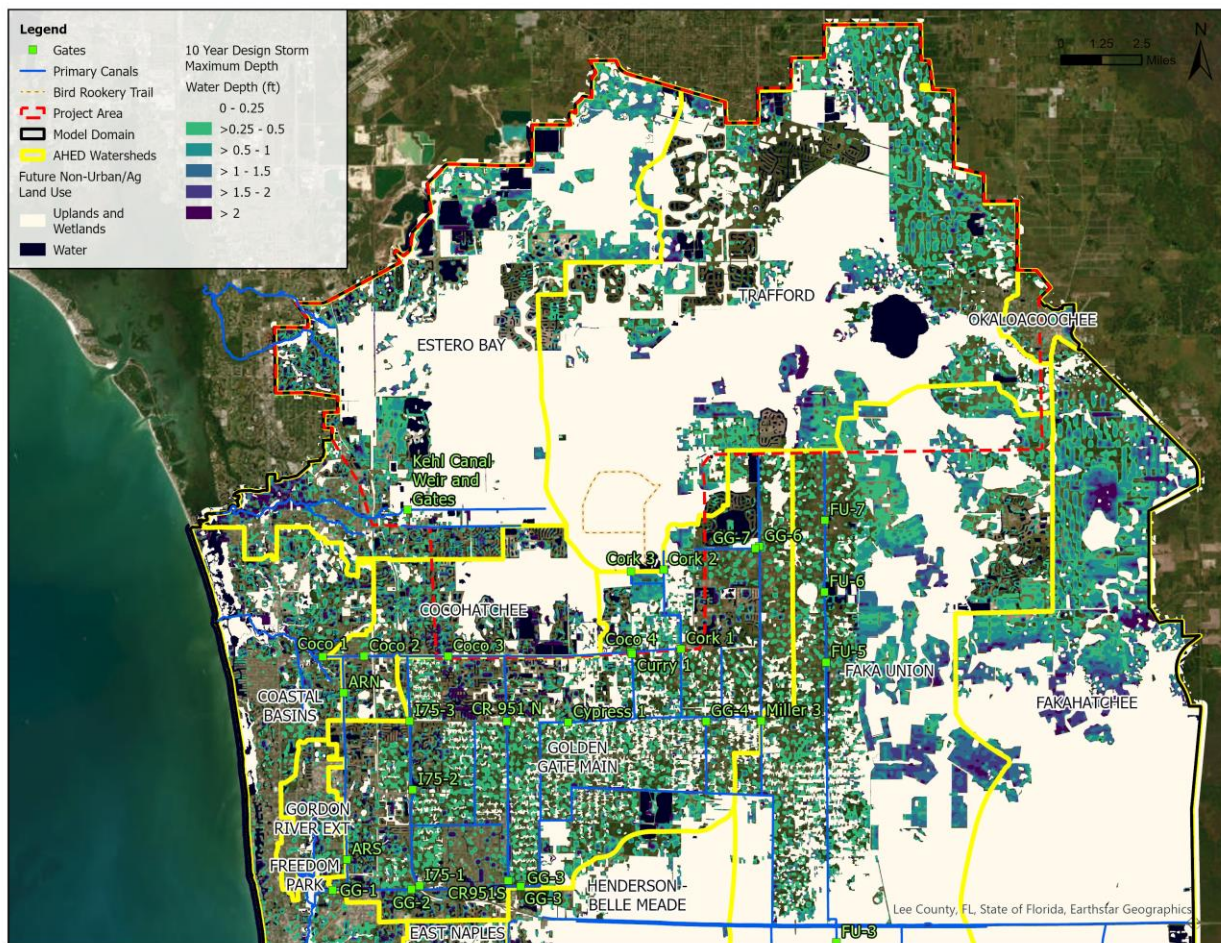 Legend
Gates
Primary Canals
Bird Rookery Trail
Project Area
Model Domain
AHED Watersheds
Future Non-Urban/Ag
Land Use
Uplands and
Wetlands
Water
10 Year Design Storm
Maximum Depth
Water Depth (ft)
0 - 0.25
>0.25 - 0.5
>0.5 - 1
> 1 - 1.5
> 1.5 - 2
> 2
0 1.25 2.5
Miles
N
TRAFFORD
OKALOACOOCHEE
ESTERO BAY
Kehl Canal
Weir and
Gates
FU-7
GG-7
GG-6
Cork 3
Cork 2
FU-6
COCOHATCHEE
Coco 1
Coco 2
Coco 3
Coco 4
Cork 1
Curry 1
FU-5
FAKA UNION
ARN
COASTAL
BASINS
I75-3
CR 951 N
Cypress 1
GG-4
Miller 3
FAKAHATCHEE
GOLDEN
GATE MAIN
I75-2
GORDON
RIVER EXT
ARS
FREEDOM
PARK
GG-1
I75-1
GG-2
CR951S
GG-3
GG-3
HENDERSON -
BELLE MEADE
EAST NAPLES
FU-3
Lee County, FL, State of Florida, Earthstar Geographics